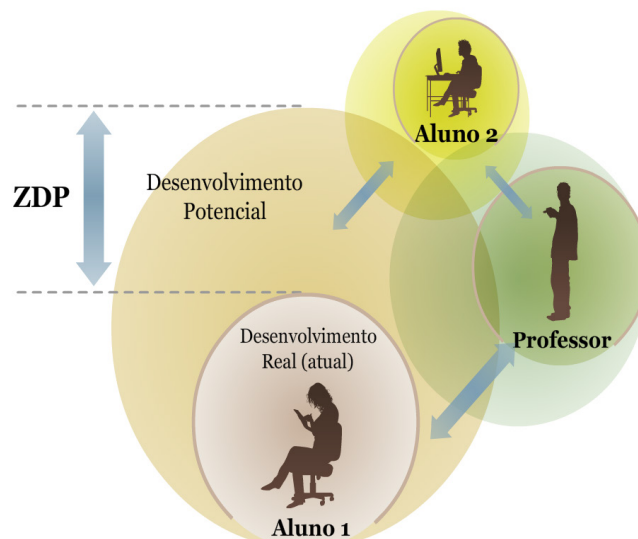 Aluno 2
ZDP
Desenvolvimento
Potencial
Professor
Desenvolvimento
Real (atual)
Aluno 1